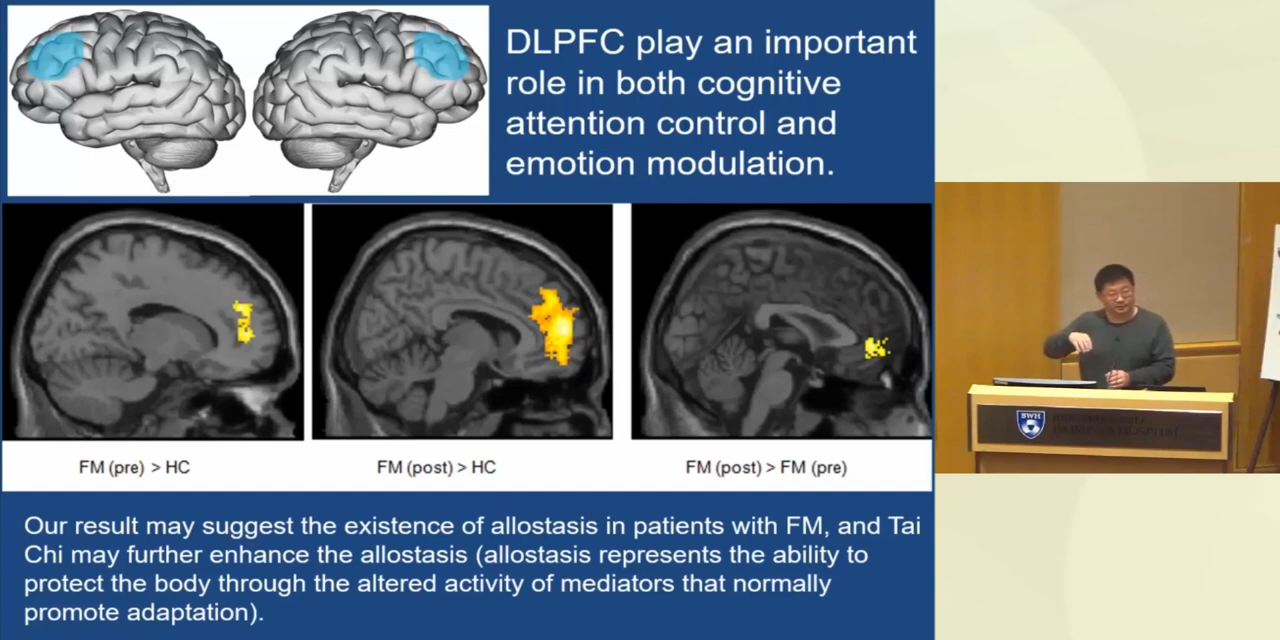 DLPFC play an important
role in both cognitive
attention control and
emotion modulation.
FM (pre) > HC
FM (post) > HC
FM (post) > FM (pre)
Our result may suggest the existence of allostasis in patients with FM, and Tai
Chi may further enhance the allostasis (allostasis represents the ability to
protect the body through the altered activity of mediators that normally
promote adaptation).
BWH